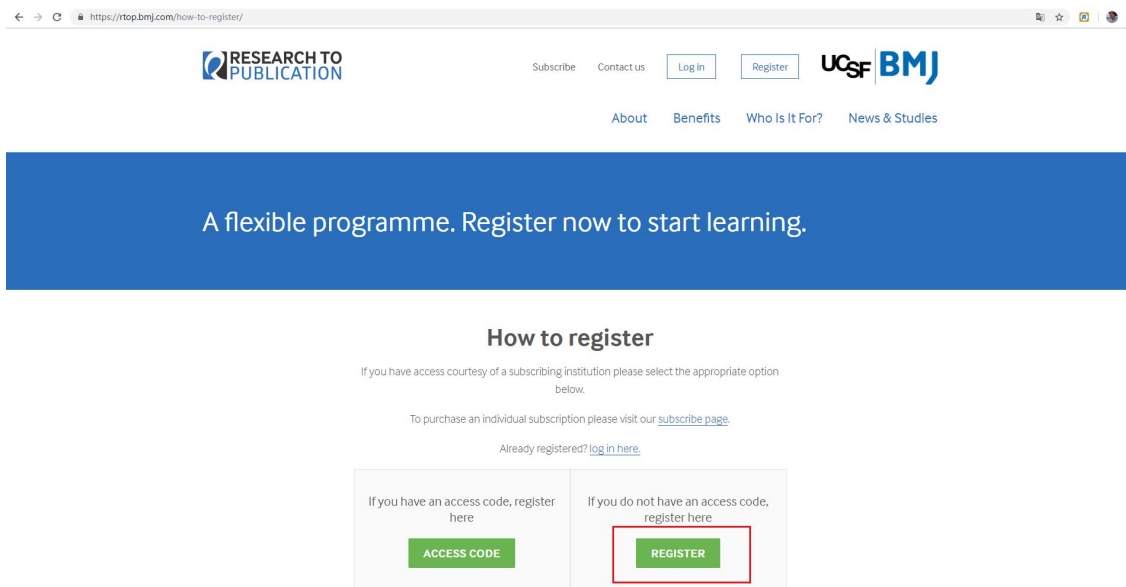 https://rtop.bmj.com/how-to-register/
RESEARCH TO
PUBLICATION
Subscribe Contact us Log in Register UCSF BMJ
About Benefits Who Is It For? News & Studies
A flexible programme. Register now to start learning.
How to register
If you have access courtesy of a subscribing institution please select the appropriate option
below.
To purchase an individual subscription please visit our subscribe page.
Already registered? log in here.
If you have an access code, register
here
ACCESS CODE
If you do not have an access code,
register here
REGISTER